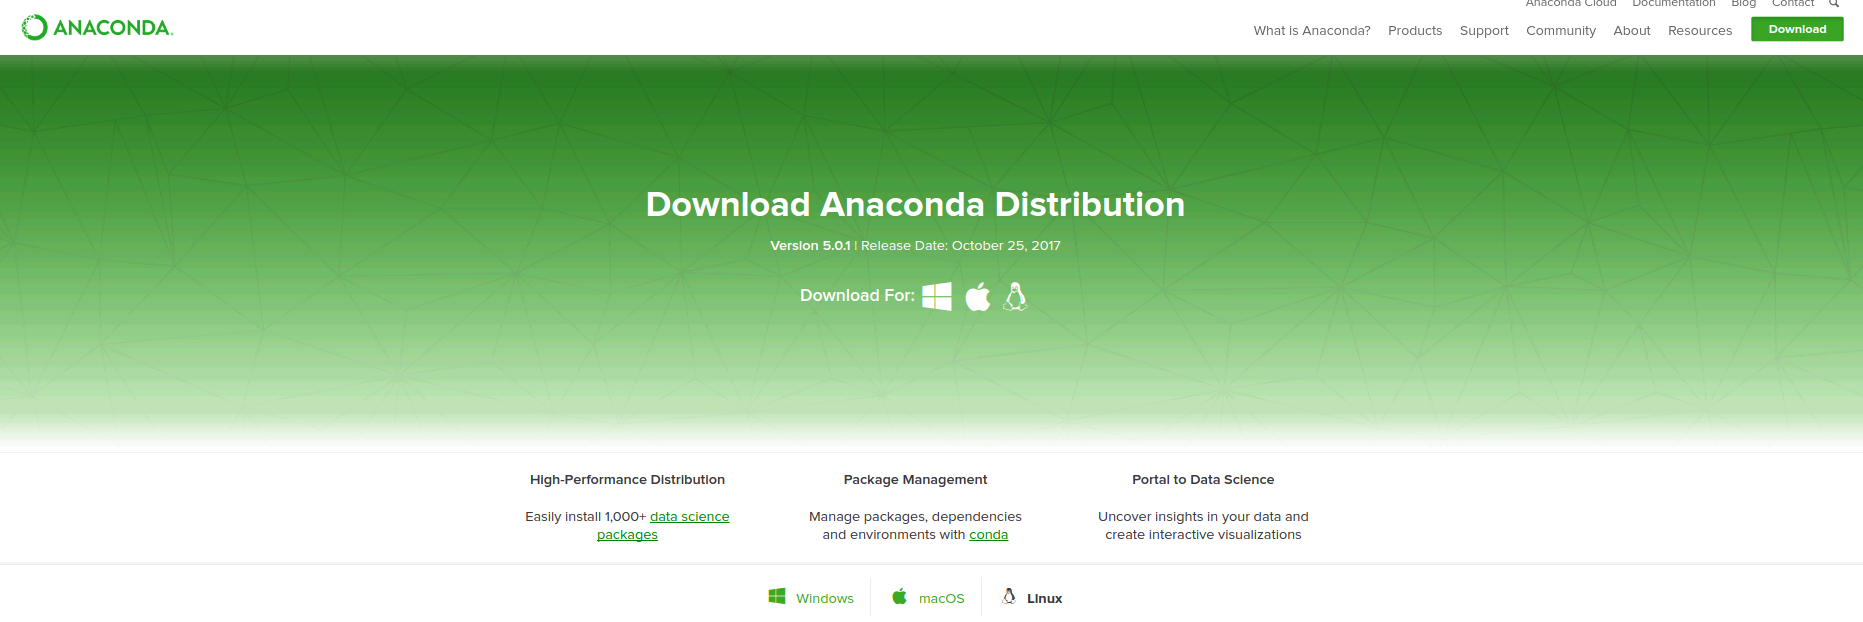 Anaconda Cloud Documentation Blog Contact
ANACONDA.
What is Anaconda? Products Support Community About Resources Download
Download Anaconda Distribution
Version 5.0.1 | Release Date: October 25, 2017
Download For:
High-Performance Distribution
Easily install 1,000+ data science
packages
Package Management
Manage packages, dependencies
and environments with conda
Portal to Data Science
Uncover insights in your data and
create interactive visualizations
Windows macOS Linux